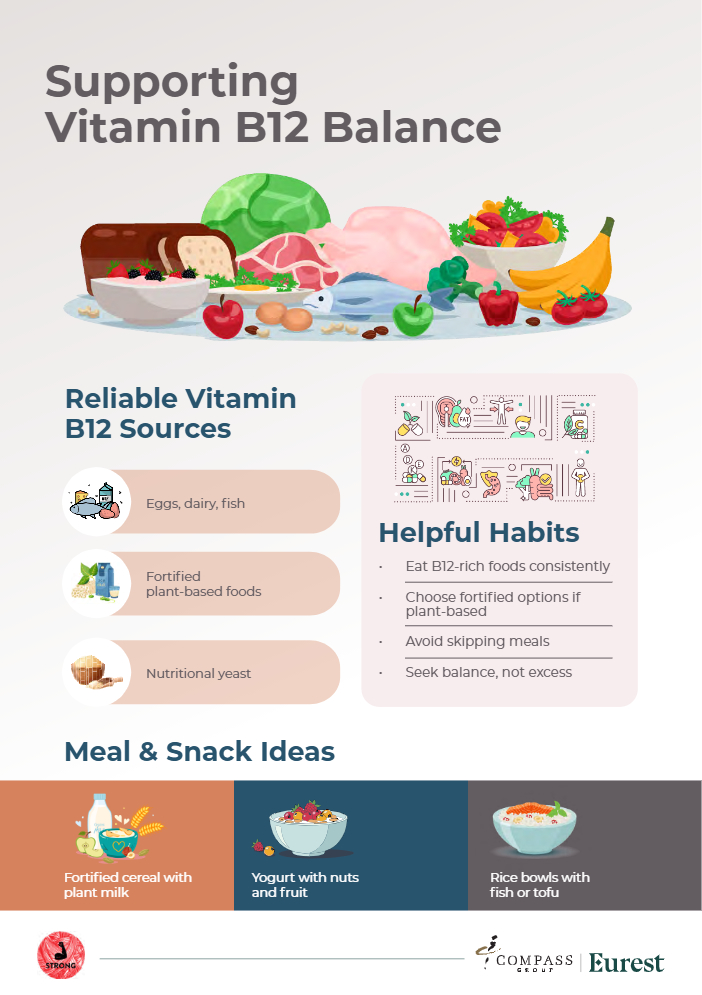 Supporting
Vitamin B12 Balance
Reliable Vitamin
B12 Sources
Eggs, dairy, fish
Fortified
plant-based foods
Nutritional yeast
FAT
C
A
D
E
Helpful Habits
· Eat B12-rich foods consistently
· Choose fortified options if
plant-based
· Avoid skipping meals
· Seek balance, not excess
Meal & Snack Ideas
Fortified cereal with
plant milk
Yogurt with nuts
and fruit
Rice bowls with
fish or tofu
STRONG
COMPASS
GROUP
Eurest